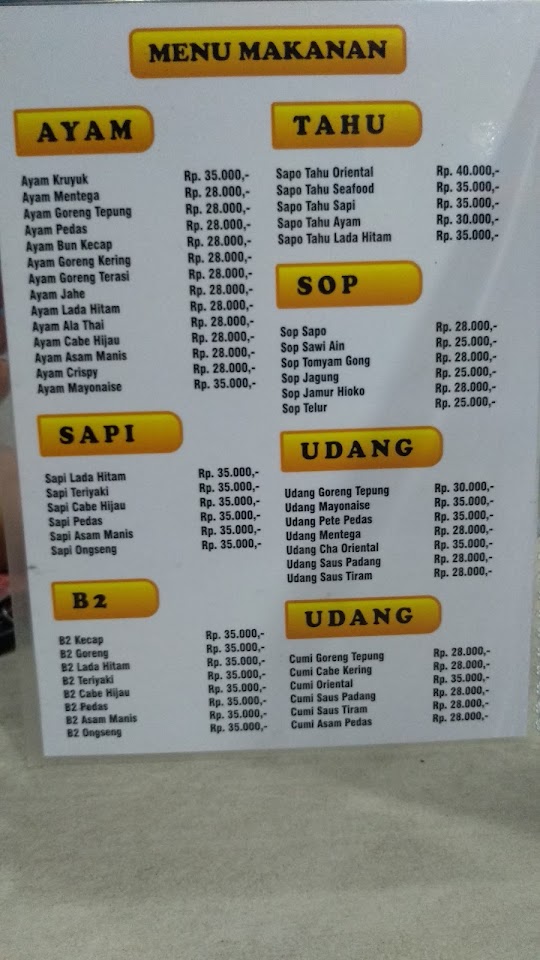 MENU MAKANAN
AYAM
Ayam Kruyuk Rp. 35.000,-
Ayam Mentega Rp. 28.000,-
Ayam Goreng Tepung Rp. 28.000,-
Ayam Pedas Rp. 28.000,-
Ayam Bun Kecap Rp. 28.000,-
Ayam Goreng Kering Rp. 28.000,-
Ayam Goreng Terasi Rp. 28.000,-
Ayam Jahe Rp. 28.000,-
Ayam Lada Hitam Rp. 28.000,-
Ayam Ala Thai Rp. 28.000,-
Ayam Cabe Hijau Rp. 28.000,-
Ayam Asam Manis Rp. 28.000,-
Ayam Crispy Rp. 28.000,-
Ayam Mayonaise Rp. 35.000,-
SAPI
Sapi Lada Hitam Rp. 35.000,-
Sapi Teriyaki Rp. 35.000,-
Sapi Cabe Hijau Rp. 35.000,-
Sapi Pedas Rp. 35.000,-
Sapi Asam Manis Rp. 35.000,-
Sapi Ongseng Rp. 35.000,-
B2
B2 Kecap Rp. 35.000,-
B2 Goreng Rp. 35.000,-
B2 Lada Hitam Rp. 35.000,-
B2 Teriyaki Rp. 35.000,-
B2 Cabe Hijau Rp. 35.000,-
B2 Pedas Rp. 35.000,-
B2 Asam Manis Rp. 35.000,-
B2 Ongseng Rp. 35.000,-
TAHU
Sapo Tahu Oriental Rp. 40.000,-
Sapo Tahu Seafood Rp. 35.000,-
Sapo Tahu Sapi Rp. 35.000,-
Sapo Tahu Ayam Rp. 30.000,-
Sapo Tahu Lada Hitam Rp. 35.000,-
SOP
Sop Sapo Rp. 28.000,-
Sop Sawi Ain Rp. 25.000,-
Sop Tomyam Gong Rp. 28.000,-
Sop Jagung Rp. 25.000,-
Sop Jamur Hioko Rp. 28.000,-
Sop Telur Rp. 25.000,-
UDANG
Udang Goreng Tepung Rp. 30.000,-
Udang Mayonaise Rp. 35.000,-
Udang Pete Pedas Rp. 35.000,-
Udang Mentega Rp. 28.000,-
Udang Cha Oriental Rp. 35.000,-
Udang Saus Padang Rp. 28.000,-
Udang Saus Tiram Rp. 28.000,-
UDANG
Cumi Goreng Tepung Rp. 28.000,-
Cumi Cabe Kering Rp. 28.000,-
Cumi Oriental Rp. 35.000,-
Cumi Saus Padang Rp. 28.000,-
Cumi Saus Tiram Rp. 28.000,-
Cumi Asam Pedas Rp. 28.000,-